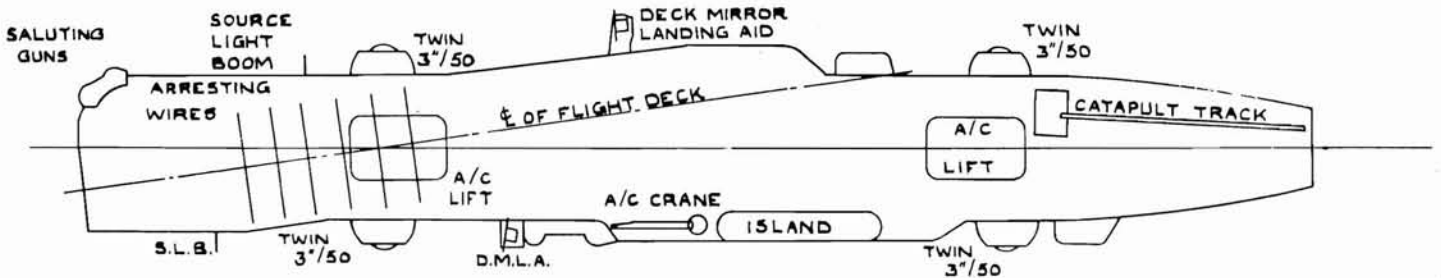 SALUTING
GUNS
SOURCE
LIGHT
BOOM
TWIN
3"/50
DECK MIRROR
LANDING AID
TWIN
3"/50
ARRESTING
WIRES
℄ OF FLIGHT DECK
CATAPULT TRACK
A/C
LIFT
A/C
LIFT
A/C CRANE
ISLAND
S.L.B.
TWIN
3"/50
D.M.L.A.
TWIN
3"/50